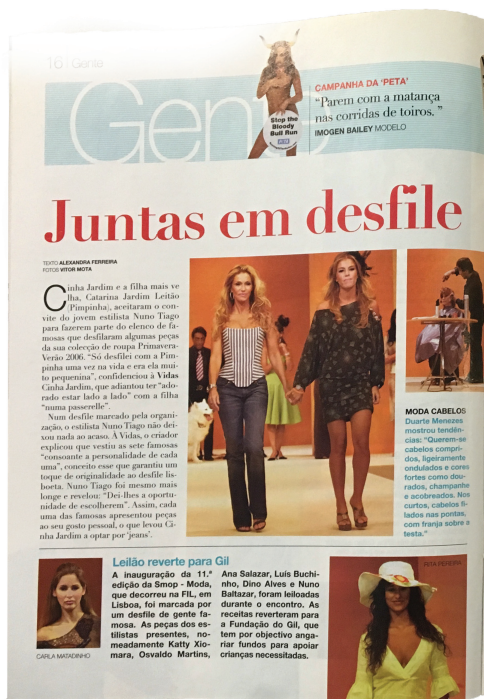 16 | Gente
Gente
CAMPANHA DA ‘PETA’
“Parem com a matança
nas corridas de toiros.”
IMOGEN BAILEY MODELO
Stop the
Bloody
Bull Run
Juntas em desfile
TEXTO ALEXANDRA FERREIRA
FOTOS VITOR MOTA
Cinha Jardim e a filha mais ve
lha, Catarina Jardim Leitão
(Pimpinha), aceitaram o con-
vite do jovem estilista Nuno Tiago
para fazerem parte do elenco de fa-
mosas que desfilaram algumas peças
da sua colecção de roupa Primavera-
Verão 2006. “Só desfilei com a Pim-
pinha uma vez na vida e era ela mui-
to pequenina”, confidenciou à Vidas
Cinha Jardim, que adiantou ter “ado-
rado estar lado a lado” com a filha
“numa passerelle”.
Num desfile marcado pela organi-
zação, o estilista Nuno Tiago não dei-
xou nada ao acaso. À Vidas, o criador
explicou que vestiu as sete famosas
“consoante a personalidade de cada
uma”, conceito esse que garantiu um
toque de originalidade ao desfile lis-
boeta. Nuno Tiago foi mesmo mais
longe e revelou: “Dei-lhes a oportu-
nidade de escolherem”. Assim, cada
uma das famosas apresentou peças
ao seu gosto pessoal, o que levou Ci-
nha Jardim a optar por ‘jeans’.
MODA CABELOS
Duarte Menezes
mostrou tendên-
cias: “Querem-se
cabelos compri-
dos, ligeiramente
ondulados e cores
fortes como dou-
rados, champanhe
e acobreados. Nos
curtos, cabelos fi-
lados nas pontas,
com franja sobre a
testa.”
CARLA MATADINHO
Leilão reverte para Gil
A inauguração da 11.ª
edição da Smop - Moda,
que decorreu na FIL, em
Lisboa, foi marcada por
um desfile de gente fa-
mosa. As peças dos es-
tilistas presentes, no-
meadamente Katty Xio-
mara, Osvaldo Martins,
Ana Salazar, Luís Buchi-
nho, Dino Alves e Nuno
Baltazar, foram leiloadas
durante o encontro. As
receitas reverteram para
a Fundação do Gil, que
tem por objectivo anga-
riar fundos para apoiar
crianças necessitadas.
RITA PEREIRA